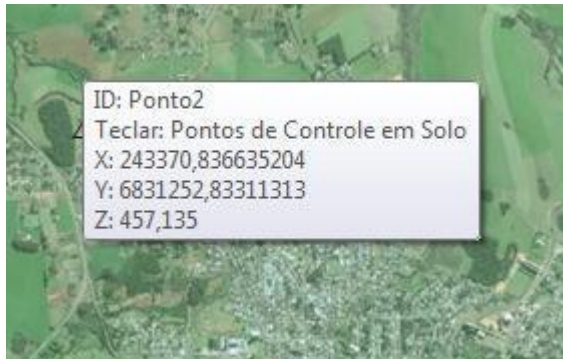 ID: Ponto2
Teclar: Pontos de Controle em Solo
X: 243370,836635204
Y: 6831252,83311313
Z: 457,135